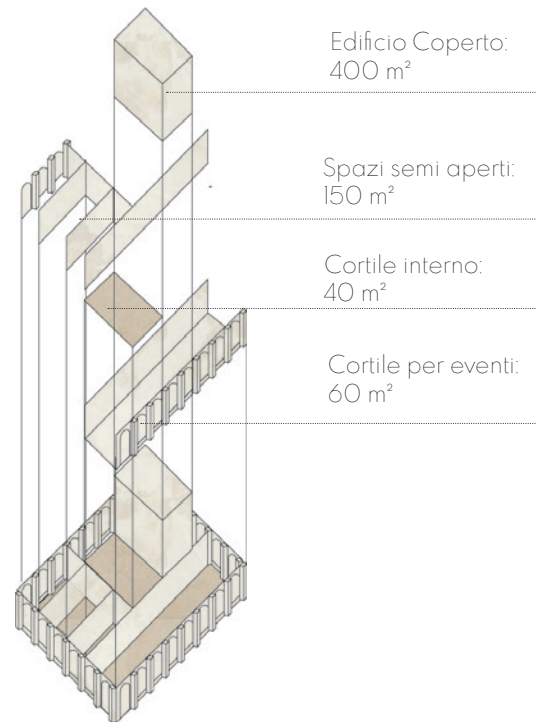 Edificio Coperto:
400 m²
Spazi semi aperti:
150 m²
Cortile interno:
40 m²
Cortile per eventi:
60 m²